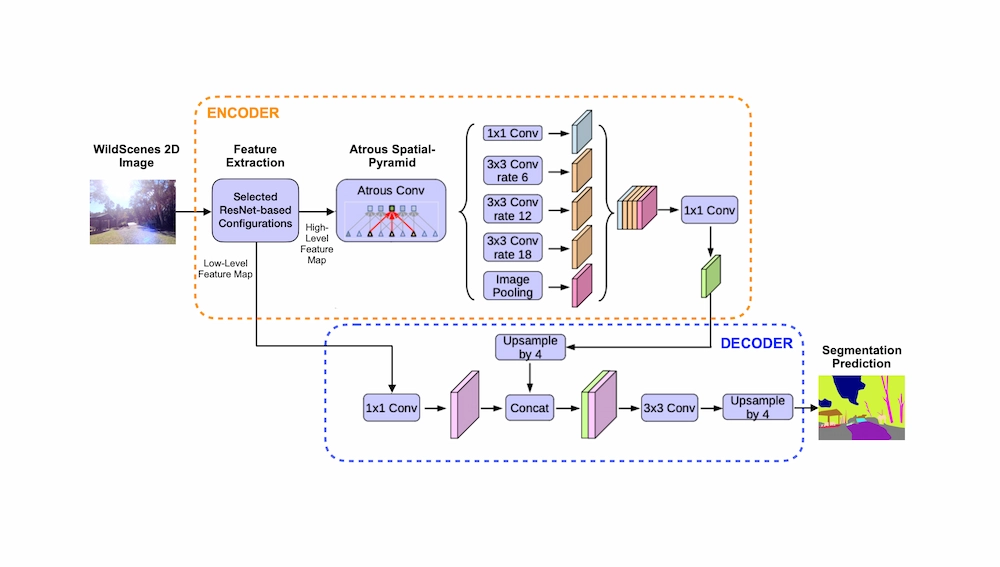 ENCODER
WildScenes 2D
Image
Feature
Extraction
Atrous Spatial-
Pyramid
Selected
ResNet-based
Configurations
High-
Level
Feature
Map
Low-Level
Feature Map
Atrous Conv
1x1 Conv
3x3 Conv
rate 6
3x3 Conv
rate 12
3x3 Conv
rate 18
Image
Pooling
1x1 Conv
DECODER
Upsample
by 4
1x1 Conv
Concat
3x3 Conv
Upsample
by 4
Segmentation
Prediction